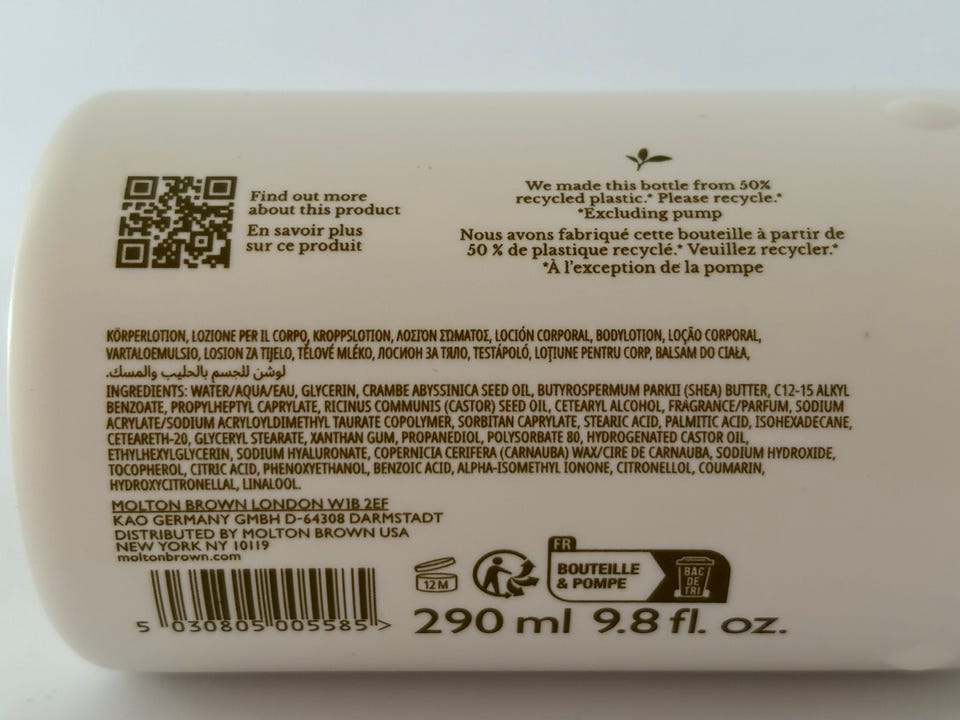 Find out more
about this product
En savoir plus
sur ce produit
We made this bottle from 50%
recycled plastic.* Please recycle.*
*Excluding pump
Nous avons fabriqué cette bouteille à partir de
50 % de plastique recyclé.* Veuillez recycler.*
*À l'exception de la pompe
KÖRPERLOTION, LOZIONE PER IL CORPO, KROPPSLOTION, ΛΟΣΙΟΝ ΣΩΜΑΤΟΣ, LOCIÓN CORPORAL, BODYLOTION, LOÇÃO CORPORAL,
VARTALOEMULSIO, LOSION ZA TIJELO, TĚLOVÉ MLÉKO, ЛОСИОН ЗА ТЯЛО, TESTÁPOLÓ, LOȚIUNE PENTRU CORP, BALSAM DO CIAŁA,
لوشن للجسم بالحليب والمسك.
INGREDIENTS: WATER/AQUA/EAU, GLYCERIN, CRAMBE ABYSSINICA SEED OIL, BUTYROSPERMUM PARKII (SHEA) BUTTER, C12-15 ALKYL
BENZOATE, PROPYLHEPTYL CAPRYLATE, RICINUS COMMUNIS (CASTOR) SEED OIL, CETEARYL ALCOHOL, FRAGRANCE/PARFUM, SODIUM
ACRYLATE/SODIUM ACRYLOYLDIMETHYL TAURATE COPOLYMER, SORBITAN CAPRYLATE, STEARIC ACID, PALMITIC ACID, ISOHEXADECANE,
CETEARETH-20, GLYCERYL STEARATE, XANTHAN GUM, PROPANEDIOL, POLYSORBATE 80, HYDROGENATED CASTOR OIL,
ETHYLHEXYLGLYCERIN, SODIUM HYALURONATE, COPERNICIA CERIFERA (CARNAUBA) WAX/CIRE DE CARNAUBA, SODIUM HYDROXIDE,
TOCOPHEROL, CITRIC ACID, PHENOXYETHANOL, BENZOIC ACID, ALPHA-ISOMETHYL IONONE, CITRONELLOL, COUMARIN,
HYDROXYCITRONELLAL, LINALOOL.
MOLTON BROWN LONDON W1B 2EF
KAO GERMANY GMBH D-64308 DARMSTADT
DISTRIBUTED BY MOLTON BROWN USA
NEW YORK NY 10119
moltonbrown.com
5 030805 005585 >
12 M
FR
BOUTEILLE
& POMPE
BAC
DE
TRI
290 ml 9.8 fl. oz.